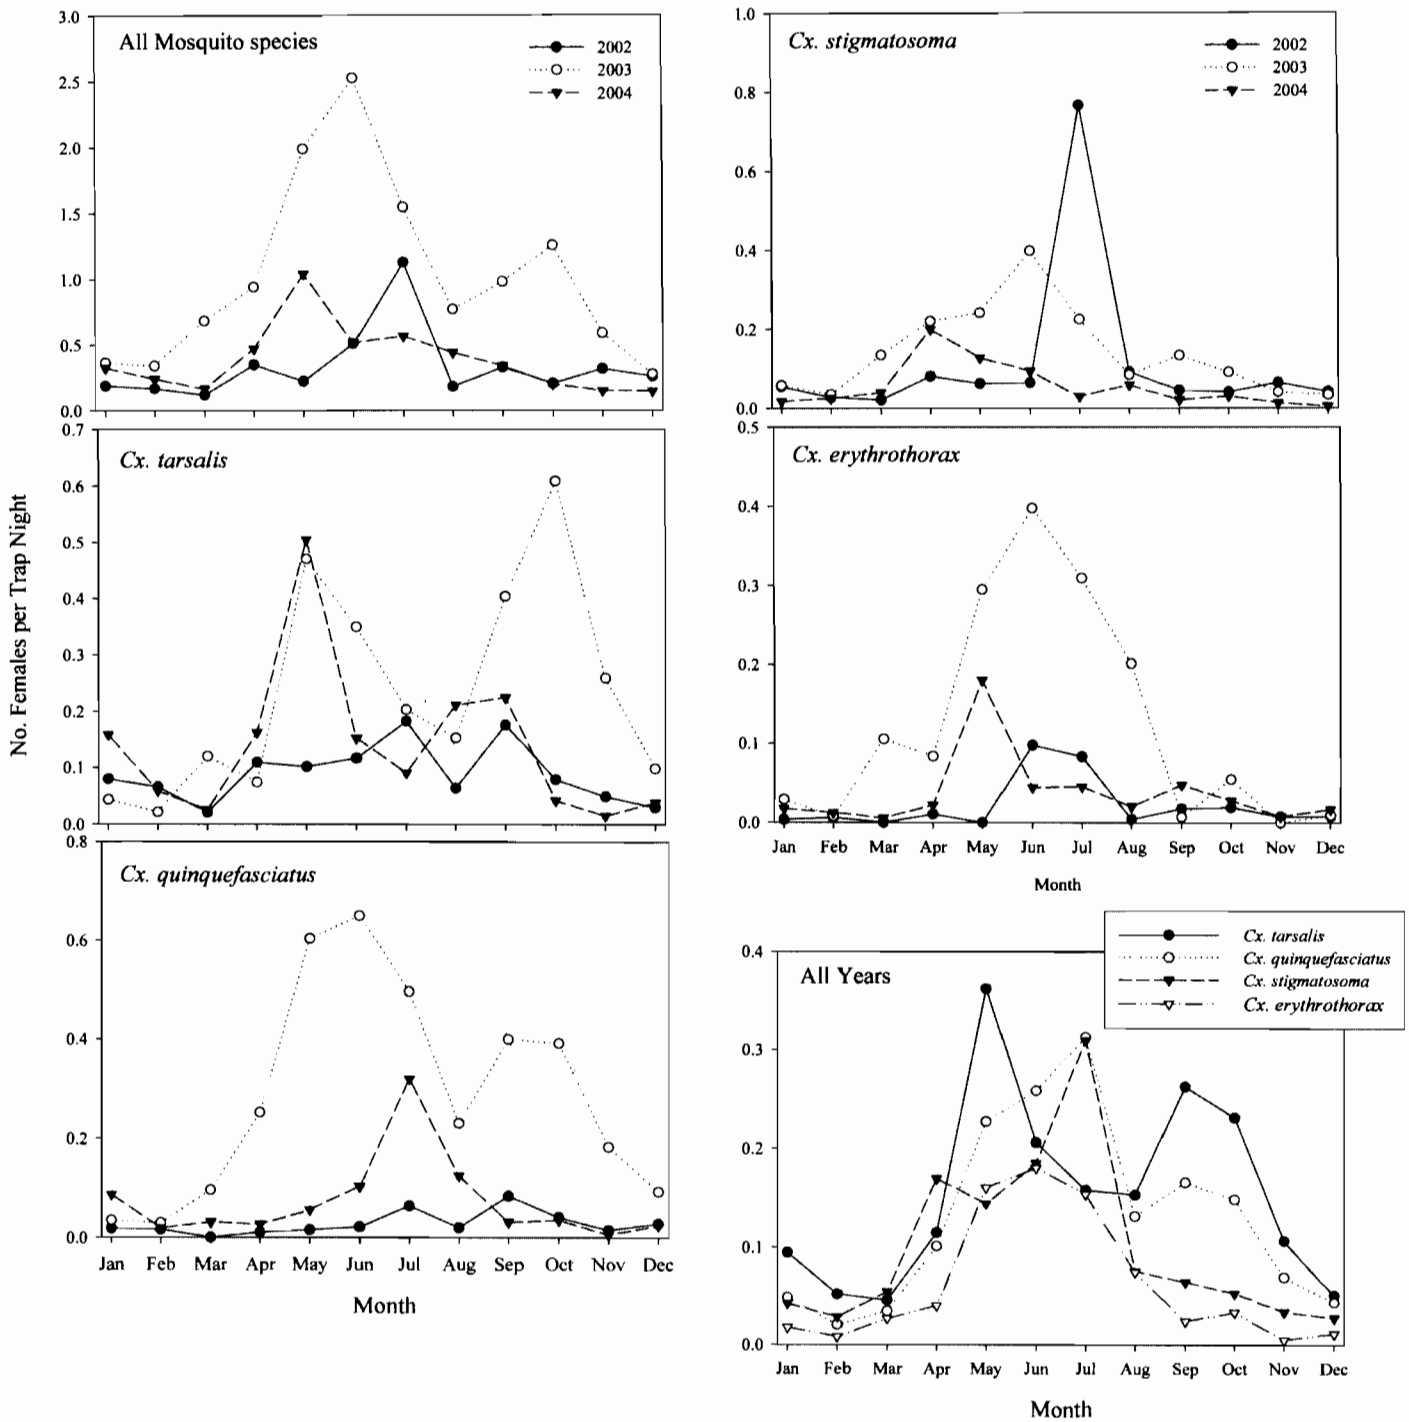 No. Females per Trap Night
All Mosquito species
2002
2003
2004
3.0
2.5
2.0
1.5
1.0
0.5
0.0
Cx. tarsalis
0.7
0.6
0.5
0.4
0.3
0.2
0.1
0.0
Cx. quinquefasciatus
0.8
0.6
0.4
0.2
0.0
Jan Feb Mar Apr May Jun Jul Aug Sep Oct Nov Dec
Month
Cx. stigmatosoma
2002
2003
2004
1.0
0.8
0.6
0.4
0.2
0.0
Cx. erythrothorax
0.5
0.4
0.3
0.2
0.1
0.0
Jan Feb Mar Apr May Jun Jul Aug Sep Oct Nov Dec
Month
All Years
Cx. tarsalis
Cx. quinquefasciatus
Cx. stigmatosoma
Cx. erythrothorax
0.4
0.3
0.2
0.1
0.0
Jan Feb Mar Apr May Jun Jul Aug Sep Oct Nov Dec
Month